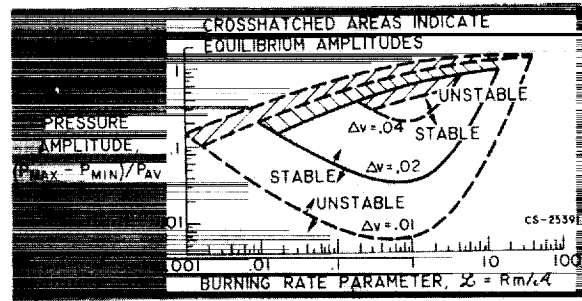 CROSSHATCHED AREAS INDICATE
EQUILIBRIUM AMPLITUDES
1
UNSTABLE
PRESSURE
AMPLITUDE,
(PMAX - PMIN)/PAV
.1
Δv=.04
STABLE
Δv=.02
STABLE
UNSTABLE
Δv=.01
.01
CS-25391
.001 .01 .1 1 10 100
BURNING RATE PARAMETER, ℒ = Rm/𝒜